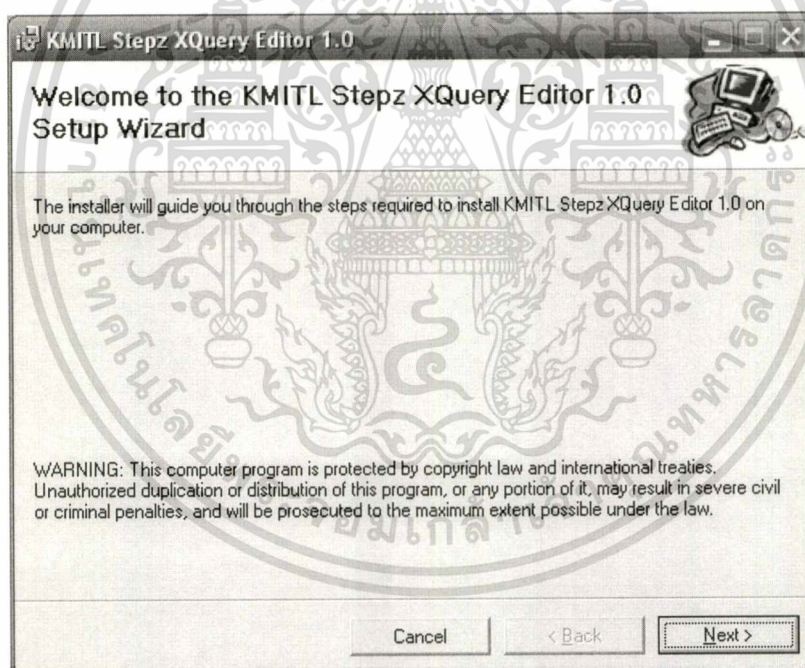 KMITL Stepz XQuery Editor 1.0
Welcome to the KMITL Stepz XQuery Editor 1.0
Setup Wizard
The installer will guide you through the steps required to install KMITL Stepz XQuery Editor 1.0 on
your computer.
WARNING: This computer program is protected by copyright law and international treaties.
Unauthorized duplication or distribution of this program, or any portion of it, may result in severe civil
or criminal penalties, and will be prosecuted to the maximum extent possible under the law.
Cancel
< Back
Next >